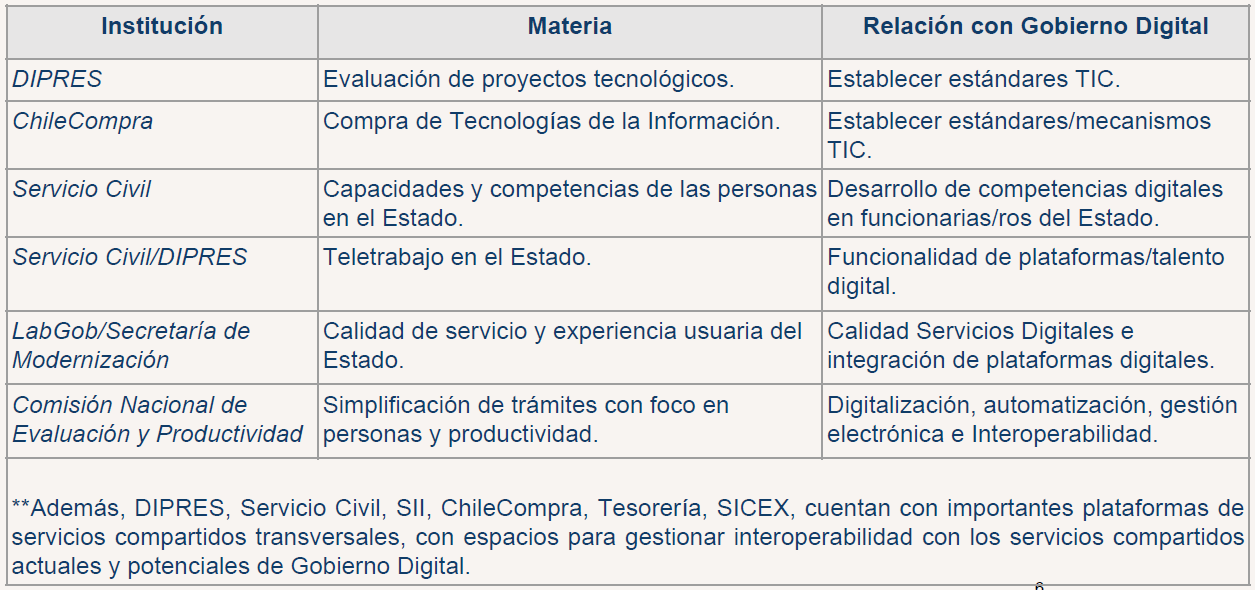 Institución
Materia
Relación con Gobierno Digital
DIPRES
Evaluación de proyectos tecnológicos.
Establecer estándares TIC.
ChileCompra
Compra de Tecnologías de la Información.
Establecer estándares/mecanismos
TIC.
Servicio Civil
Capacidades y competencias de las personas
en el Estado.
Desarrollo de competencias digitales
en funcionarias/ros del Estado.
Servicio Civil/DIPRES
Teletrabajo en el Estado.
Funcionalidad de plataformas/talento
digital.
LabGob/Secretaría de
Modernización
Calidad de servicio y experiencia usuaria del
Estado.
Calidad Servicios Digitales e
integración de plataformas digitales.
Comisión Nacional de
Evaluación y Productividad
Simplificación de trámites con foco en
personas y productividad.
Digitalización, automatización, gestión
electrónica e Interoperabilidad.
**Además, DIPRES, Servicio Civil, SII, ChileCompra, Tesorería, SICEX, cuentan con importantes plataformas de
servicios compartidos transversales, con espacios para gestionar interoperabilidad con los servicios compartidos
actuales y potenciales de Gobierno Digital.
6